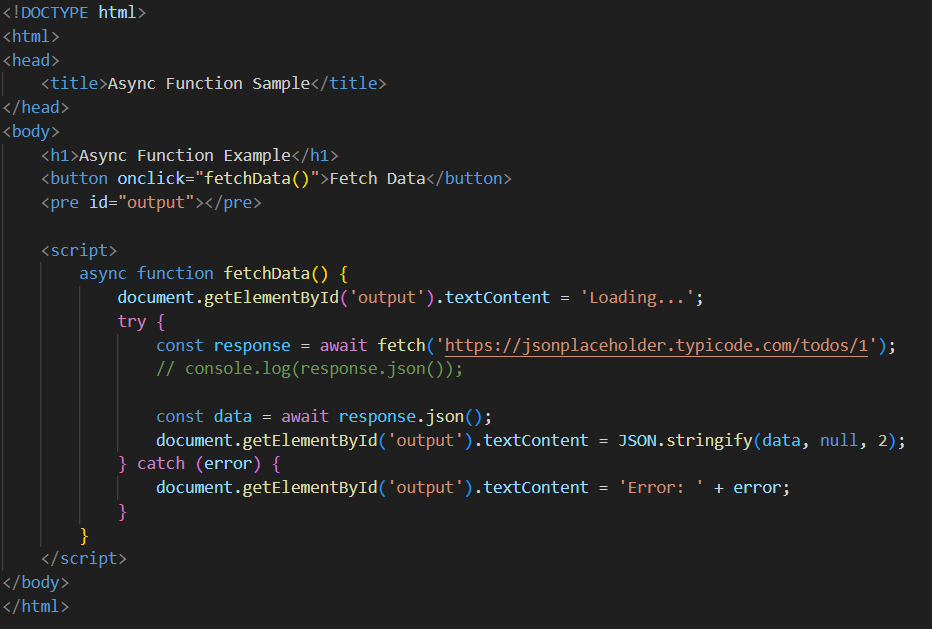 <!DOCTYPE html>
<html>
<head>
    <title>Async Function Sample</title>
</head>
<body>
    <h1>Async Function Example</h1>
    <button onclick="fetchData()">Fetch Data</button>
    <pre id="output"></pre>

    <script>
        async function fetchData() {
            document.getElementById('output').textContent = 'Loading...';
            try {
                const response = await fetch('https://jsonplaceholder.typicode.com/todos/1');
                // console.log(response.json());

                const data = await response.json();
                document.getElementById('output').textContent = JSON.stringify(data, null, 2);
            } catch (error) {
                document.getElementById('output').textContent = 'Error: ' + error;
            }
        }
    </script>
</body>
</html>